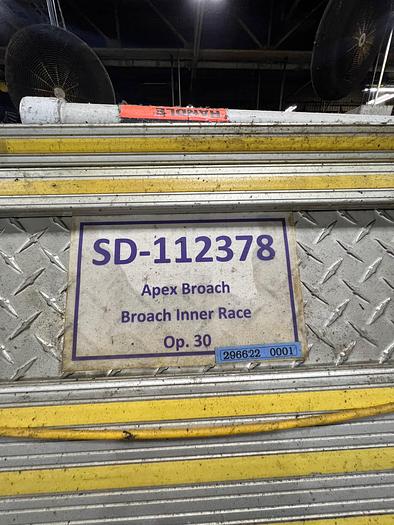 HANDLE
SD-112378
Apex Broach
Broach Inner Race
Op. 30
296622 0001